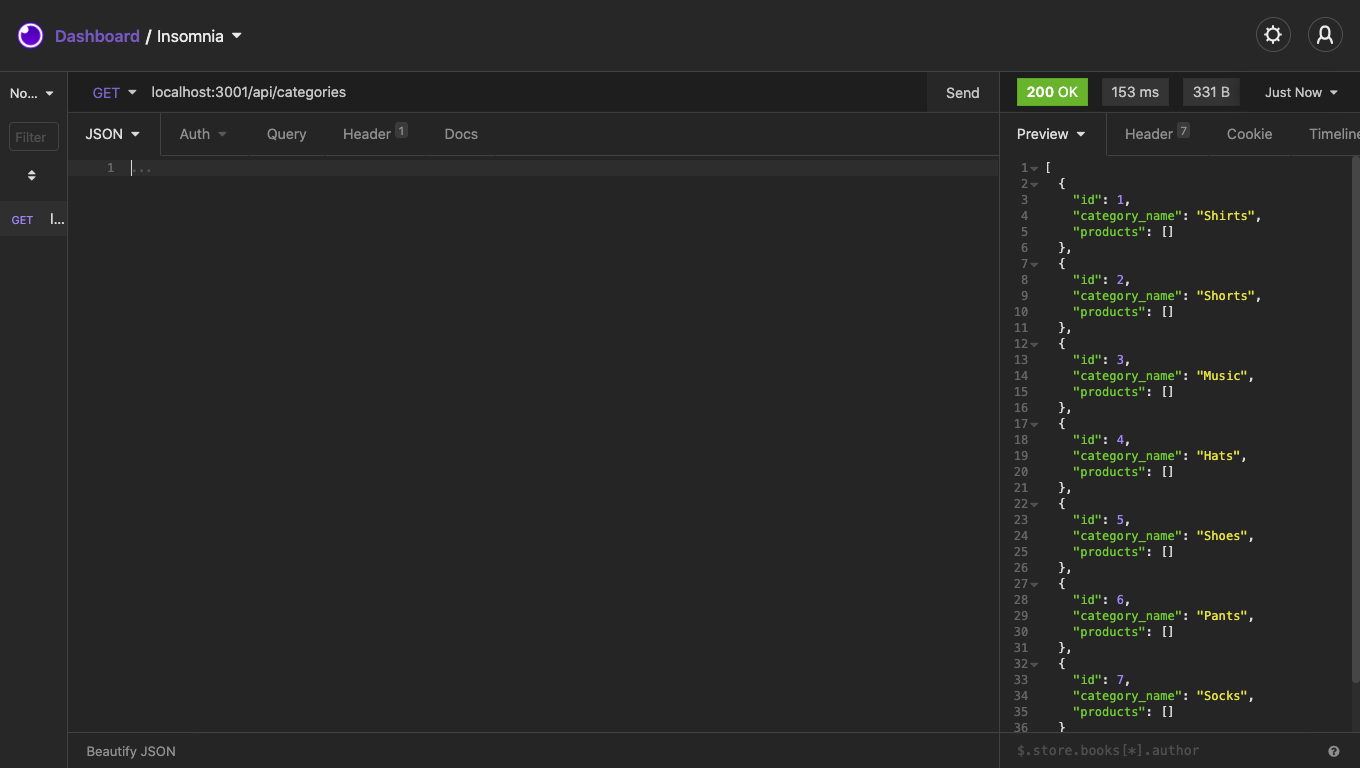 Dashboard / Insomnia
No...
GET localhost:3001/api/categories Send
200 OK 153 ms 331 B Just Now
Filter
JSON Auth Query Header 1 Docs
Preview Header 7 Cookie Timeline
GET l...
1 ...
1 [
2 {
3 "id": 1,
4 "category_name": "Shirts",
5 "products": []
6 },
7 {
8 "id": 2,
9 "category_name": "Shorts",
10 "products": []
11 },
12 {
13 "id": 3,
14 "category_name": "Music",
15 "products": []
16 },
17 {
18 "id": 4,
19 "category_name": "Hats",
20 "products": []
21 },
22 {
23 "id": 5,
24 "category_name": "Shoes",
25 "products": []
26 },
27 {
28 "id": 6,
29 "category_name": "Pants",
30 "products": []
31 },
32 {
33 "id": 7,
34 "category_name": "Socks",
35 "products": []
36 }
Beautify JSON
$.store.books[*].author